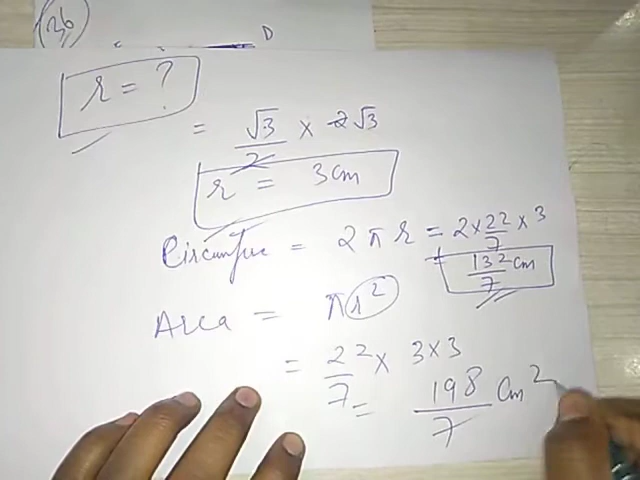 36
D
r = ?
= √3/2 × 2√3
r = 3cm
Circumfce = 2πr = 2×22/7×3
= 132/7 cm
Area = πr²
= 22/7 × 3×3
= 198/7 cm²